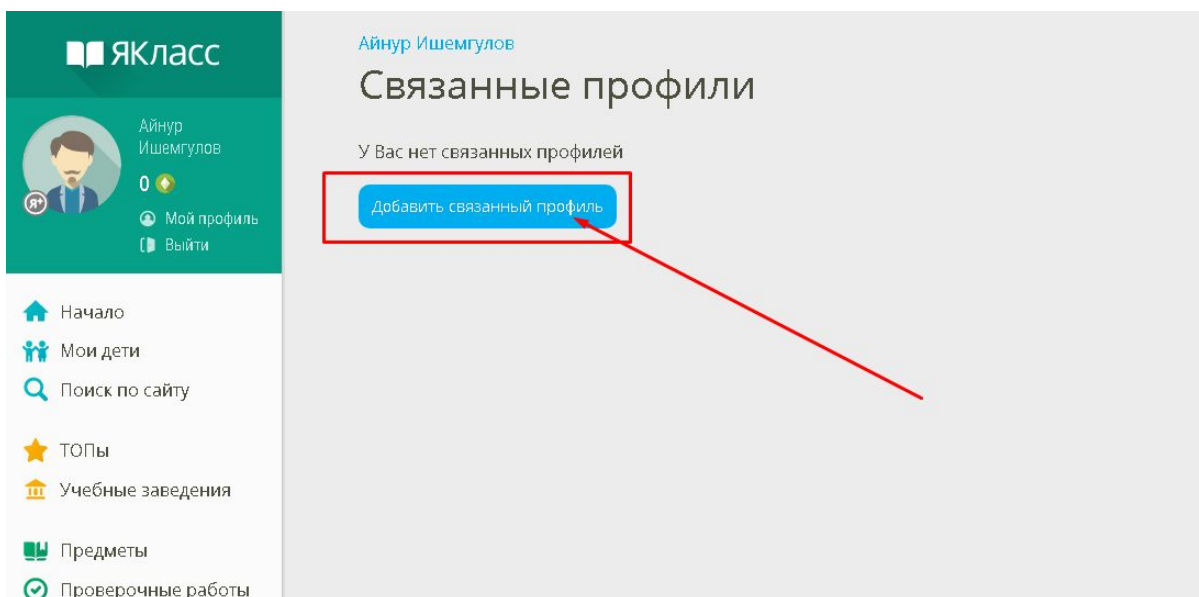 ЯКласс
Айнур
Ишемгулов
0
Я+
Мой профиль
Выйти
Начало
Мои дети
Поиск по сайту
ТОПы
Учебные заведения
Предметы
Проверочные работы
Айнур Ишемгулов
Связанные профили
У Вас нет связанных профилей
Добавить связанный профиль